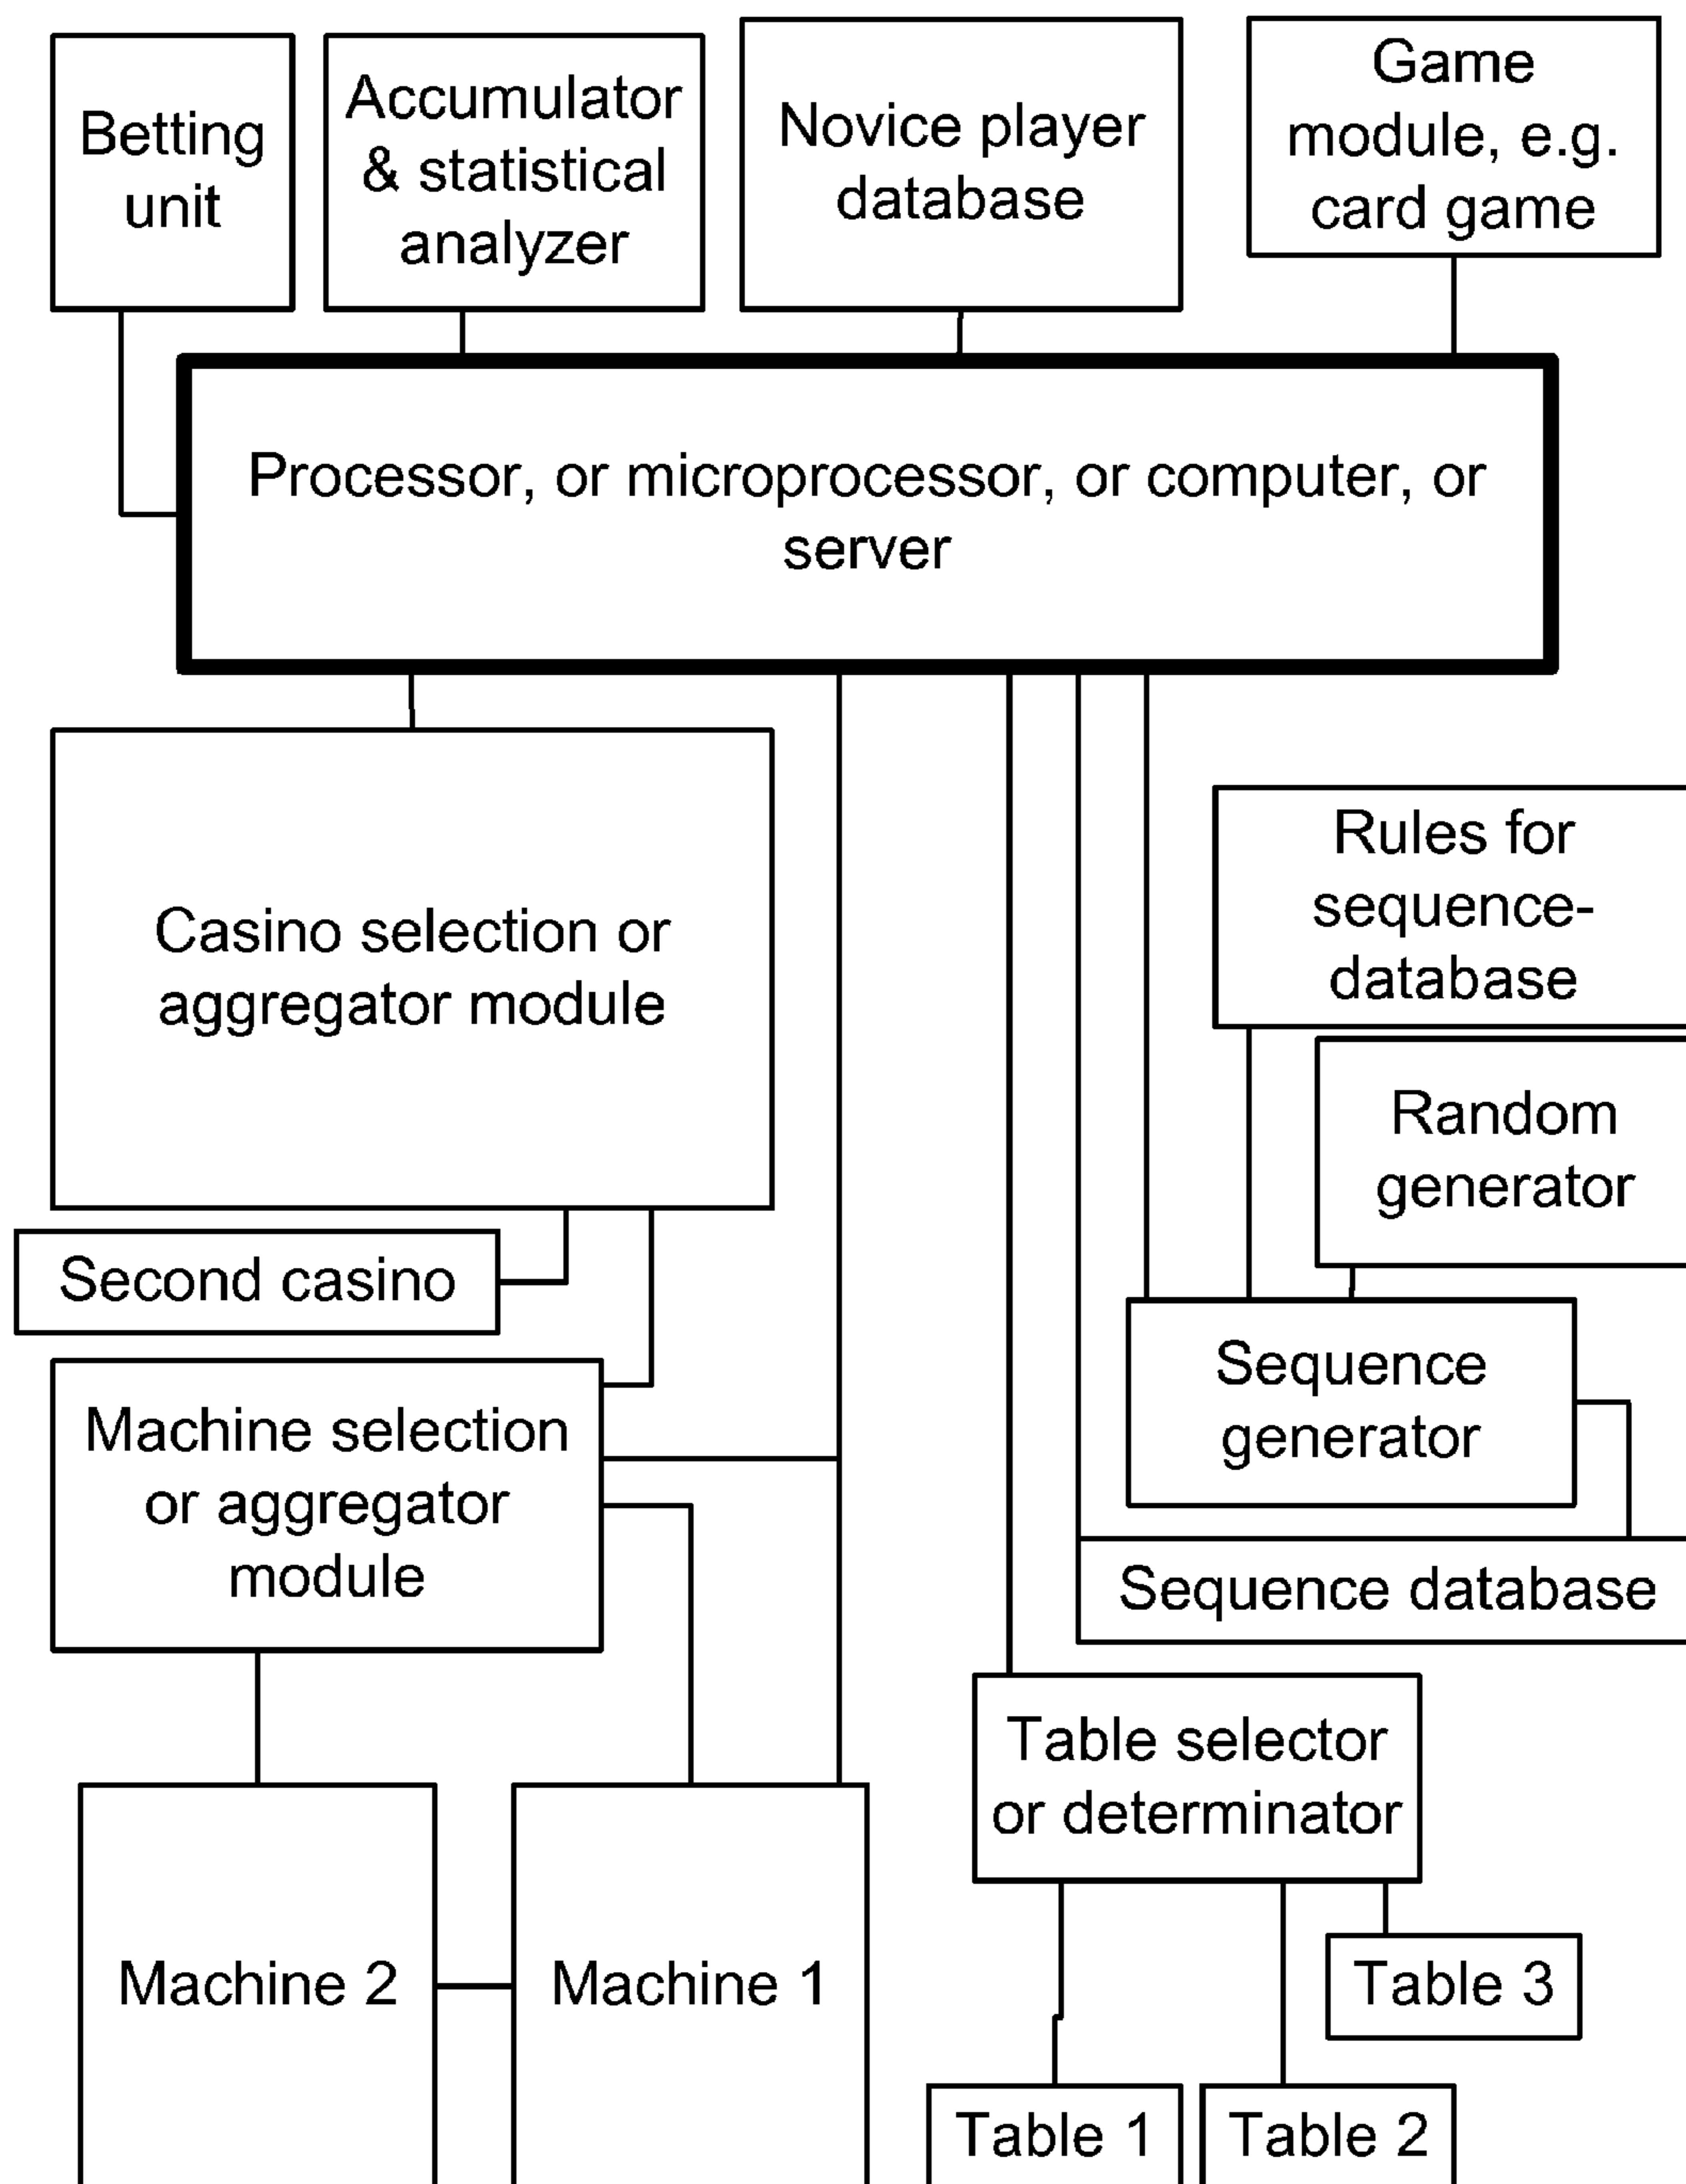 Betting
unit
Accumulator
& statistical
analyzer
Novice player
database
Game
module, e.g.
card game
Processor, or microprocessor, or computer, or
server
Casino selection or
aggregator module
Rules for
sequence-
database
Random
generator
Second casino
Sequence
generator
Machine selection
or aggregator
module
Sequence database
Table selector
or determinator
Machine 2
Machine 1
Table 3
Table 1
Table 2